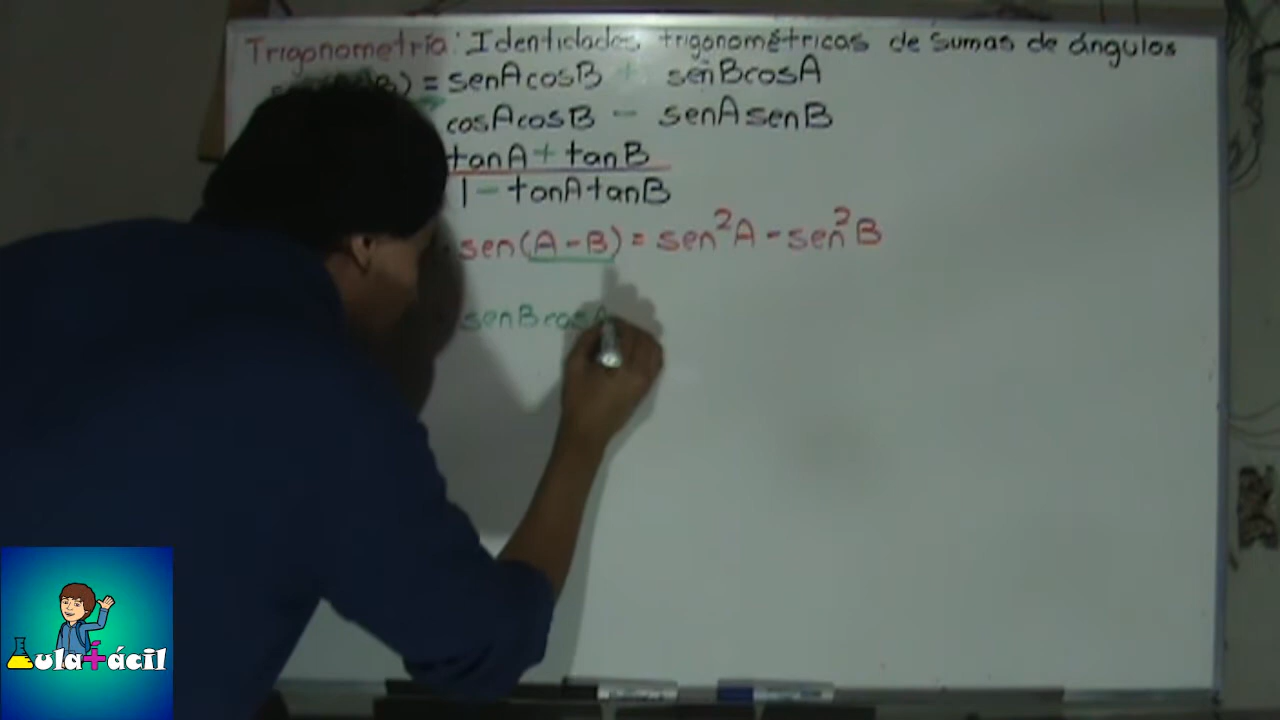 Trigonometría: Identidades trigonométricas de sumas de ángulos
B) = senAcosB + senBcosA
cosAcosB - senAsenB
tanA + tanB
1 - tanAtanB
sen(A-B) = sen²A - sen²B
senBcosA
Aula+ácil